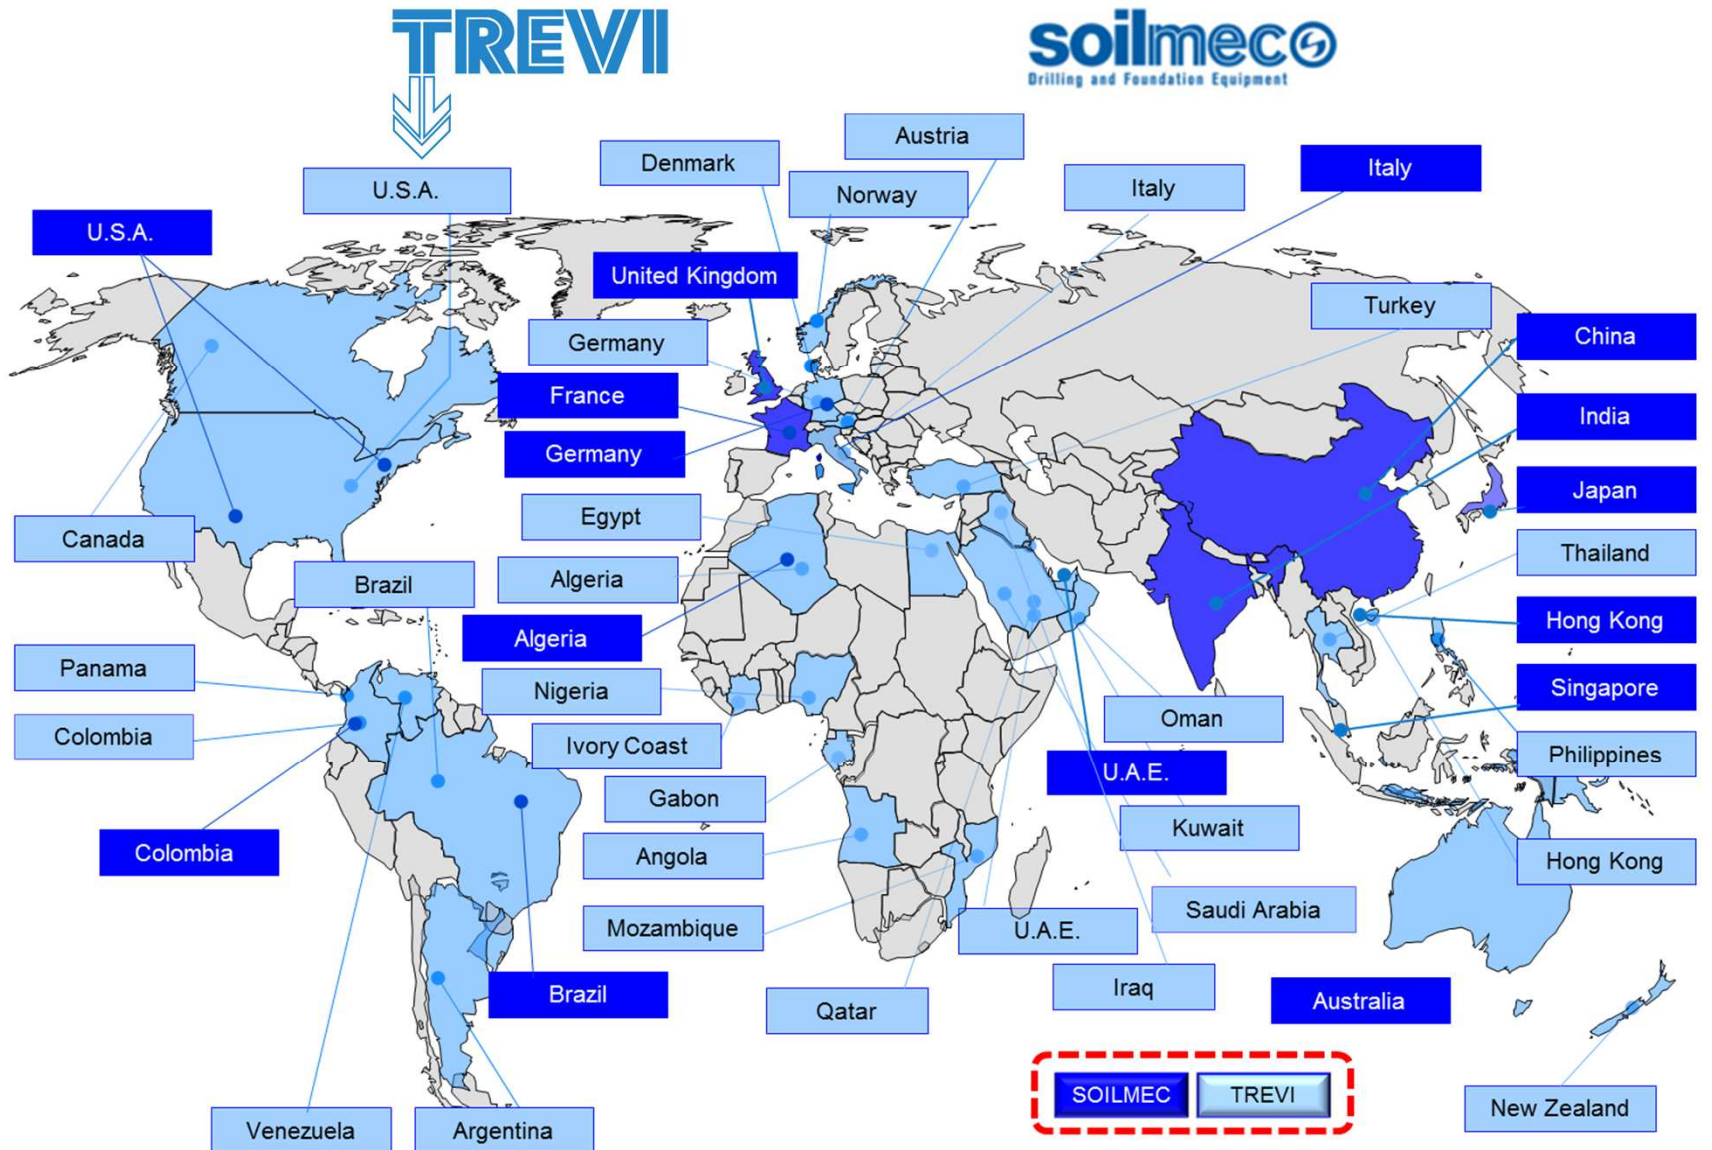 TREVI
soilmec
Drilling and Foundation Equipment
Austria
Denmark
Italy
U.S.A.
Norway
Italy
U.S.A.
United Kingdom
Turkey
China
Germany
France
India
Germany
Japan
Egypt
Canada
Thailand
Algeria
Brazil
Hong Kong
Algeria
Panama
Nigeria
Singapore
Oman
Colombia
Ivory Coast
Philippines
U.A.E.
Gabon
Kuwait
Colombia
Angola
Hong Kong
Saudi Arabia
Mozambique
U.A.E.
Iraq
Brazil
Australia
Qatar
SOILMEC
TREVI
New Zealand
Venezuela
Argentina